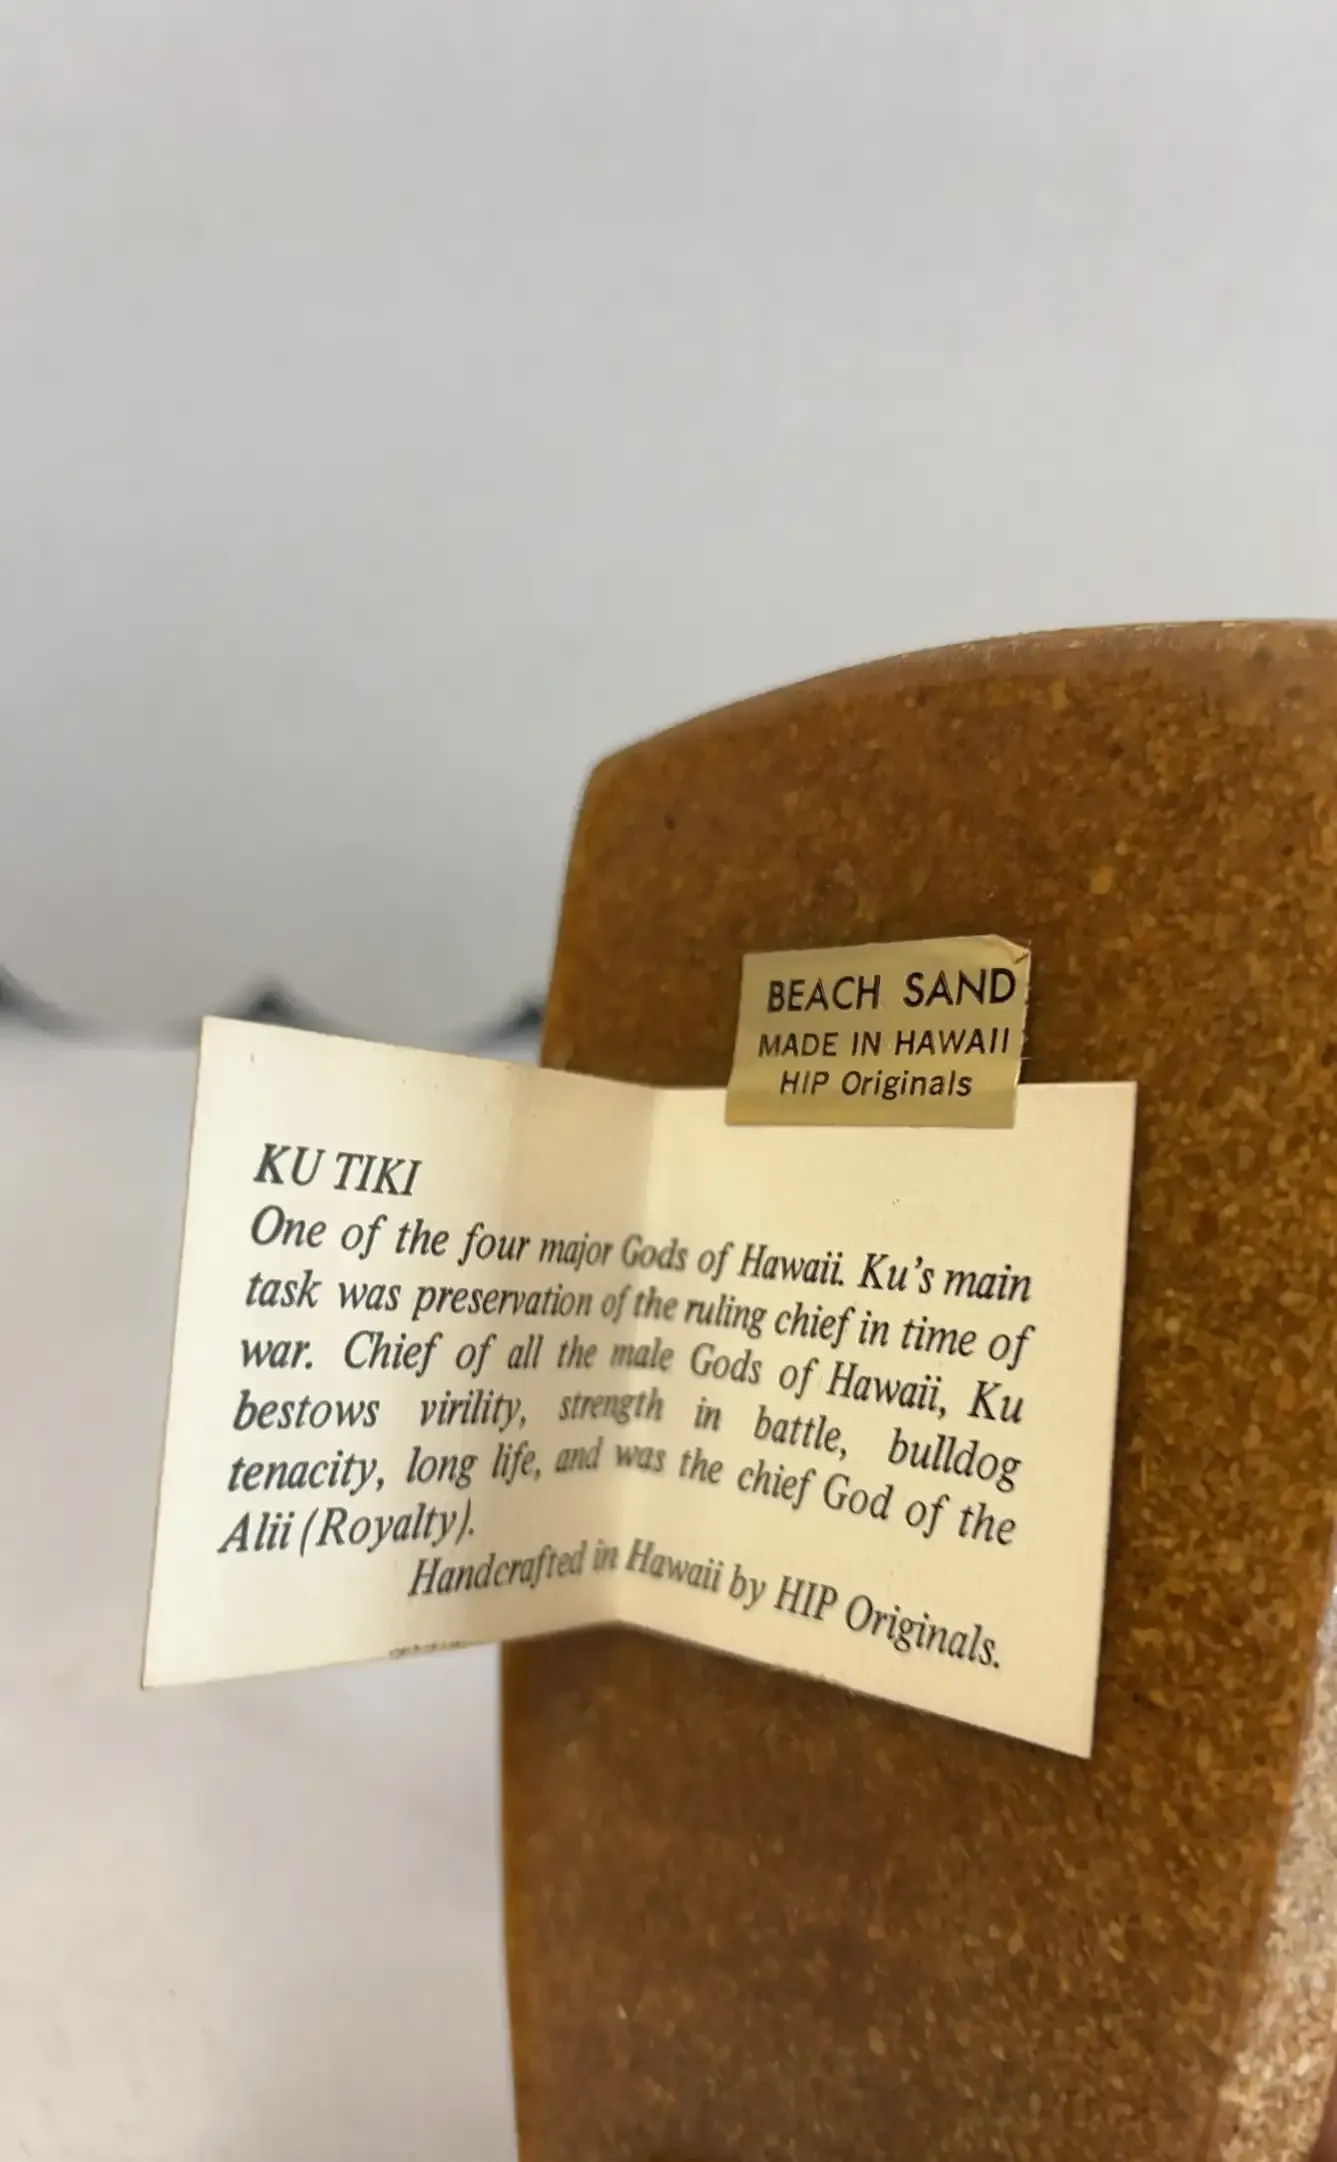 BEACH SAND
MADE IN HAWAII
HIP Originals
KU TIKI
One of the four major Gods of Hawaii. Ku's main
task was preservation of the ruling chief in time of
war. Chief of all the male Gods of Hawaii, Ku
bestows virility, strength in battle, bulldog
tenacity, long life, and was the chief God of the
Alii (Royalty).
Handcrafted in Hawaii by HIP Originals.